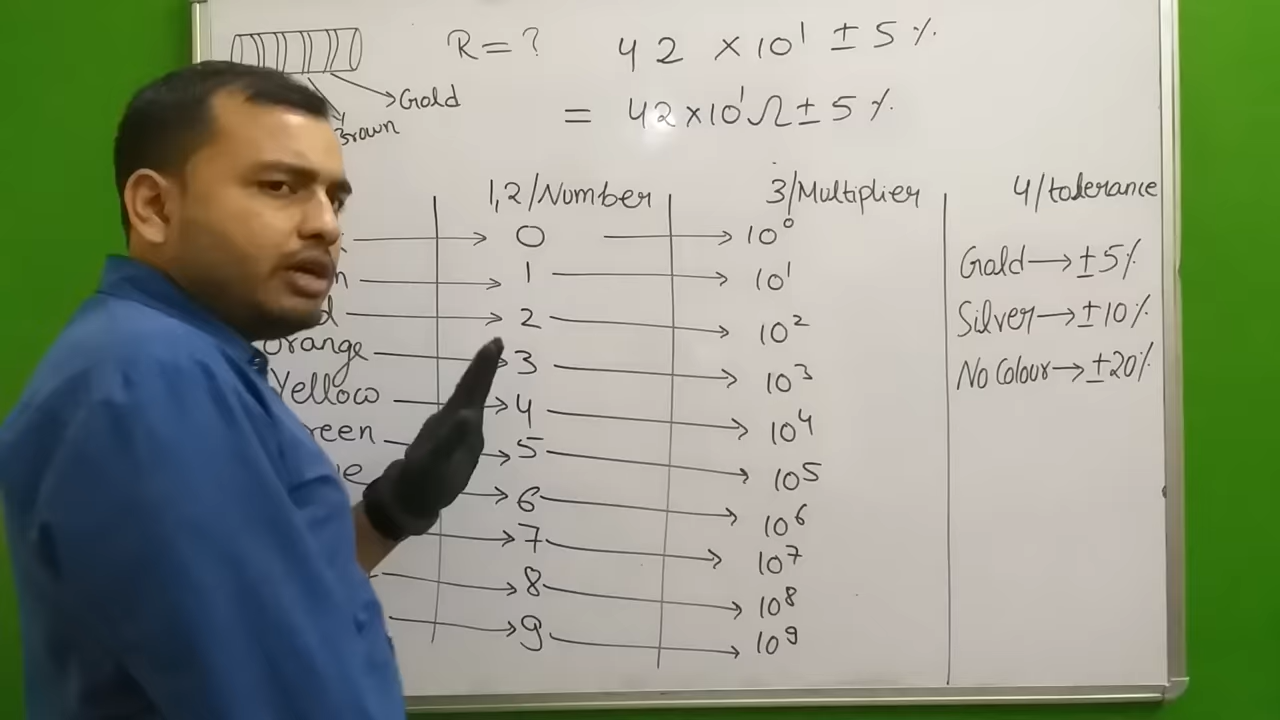 R = ? 42 × 10¹ ± 5 %
Gold
Brown
= 42 × 10¹ Ω ± 5 %
1,2/Number 3/Multiplier 4/tolerance
→ 0 → 10⁰
→ 1 → 10¹
→ 2 → 10²
Orange → 3 → 10³
Yellow → 4 → 10⁴
→ 5 → 10⁵
→ 6 → 10⁶
→ 7 → 10⁷
→ 8 → 10⁸
→ 9 → 10⁹
Gold → ± 5 %
Silver → ± 10 %
No Colour → ± 20 %